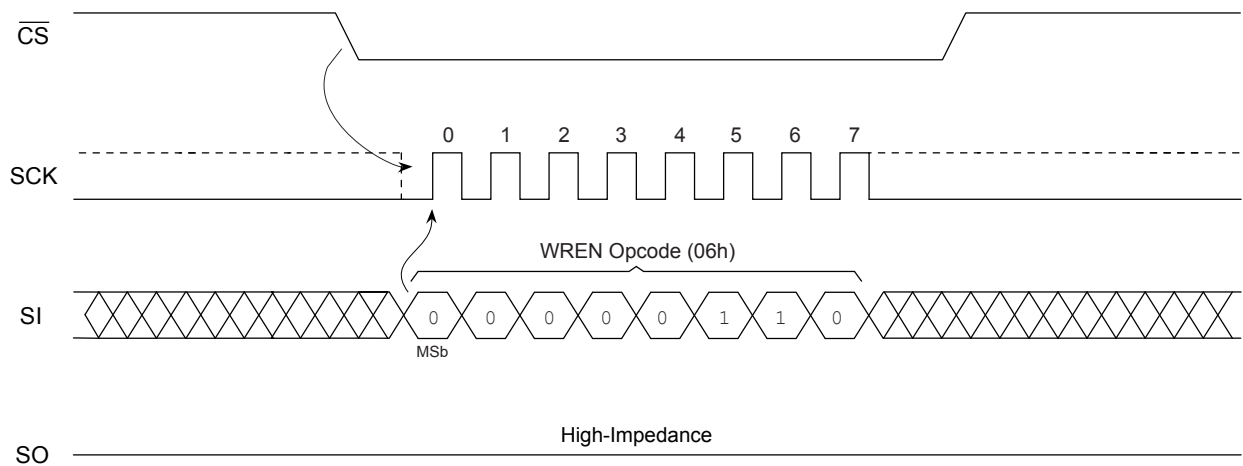 CS
0 1 2 3 4 5 6 7
SCK
WREN Opcode (06h)
SI
0 0 0 0 0 1 1 0
MSb
High-Impedance
SO